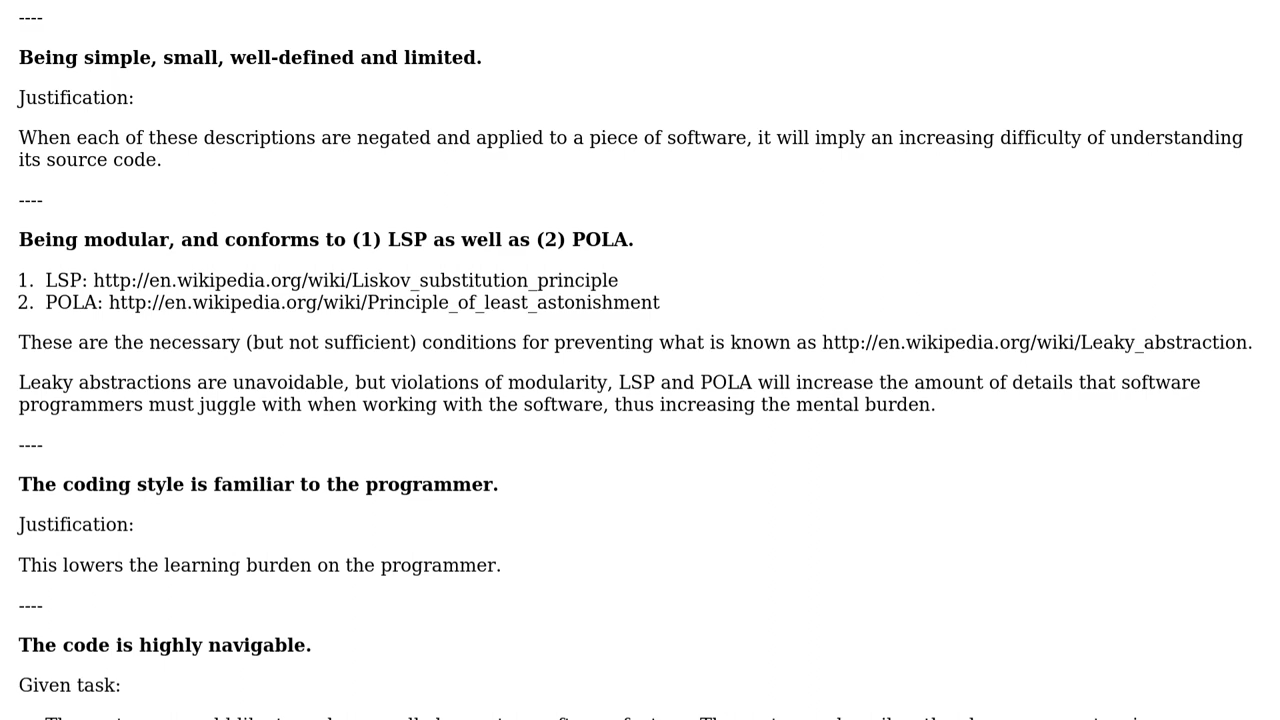 ----
Being simple, small, well-defined and limited.
Justification:
When each of these descriptions are negated and applied to a piece of software, it will imply an increasing difficulty of understanding
its source code.
----
Being modular, and conforms to (1) LSP as well as (2) POLA.
1. LSP: http://en.wikipedia.org/wiki/Liskov_substitution_principle
2. POLA: http://en.wikipedia.org/wiki/Principle_of_least_astonishment
These are the necessary (but not sufficient) conditions for preventing what is known as http://en.wikipedia.org/wiki/Leaky_abstraction.
Leaky abstractions are unavoidable, but violations of modularity, LSP and POLA will increase the amount of details that software
programmers must juggle with when working with the software, thus increasing the mental burden.
----
The coding style is familiar to the programmer.
Justification:
This lowers the learning burden on the programmer.
----
The code is highly navigable.
Given task: